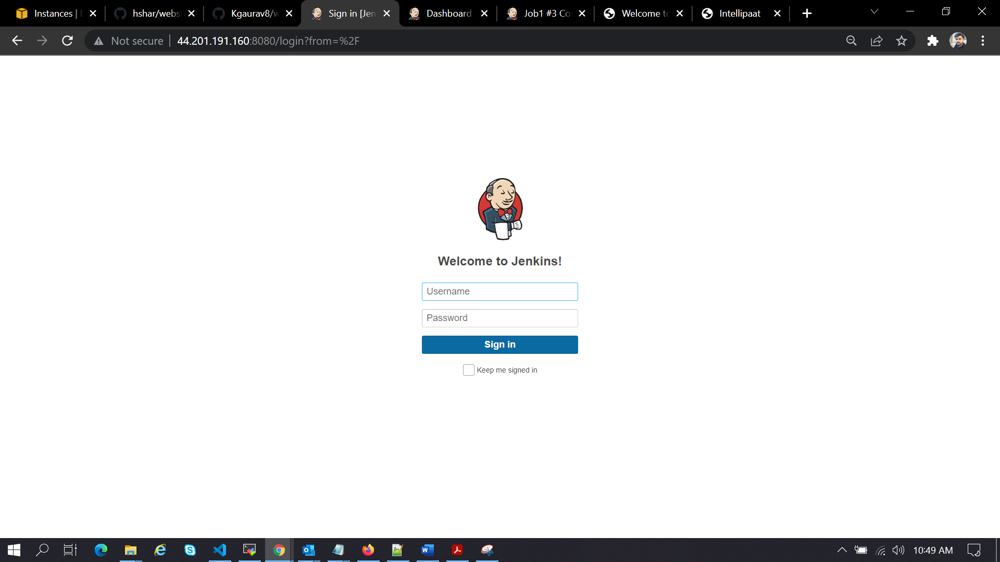 Instances |
hshar/webs
Kgaurav8/w
Sign in [Jen
Dashboard
Job1 #3 Co
Welcome to
Intellipaat
Not secure
44.201.191.160:8080/login?from=%2F
Welcome to Jenkins!
Username
Password
Sign in
Keep me signed in
10:49 AM